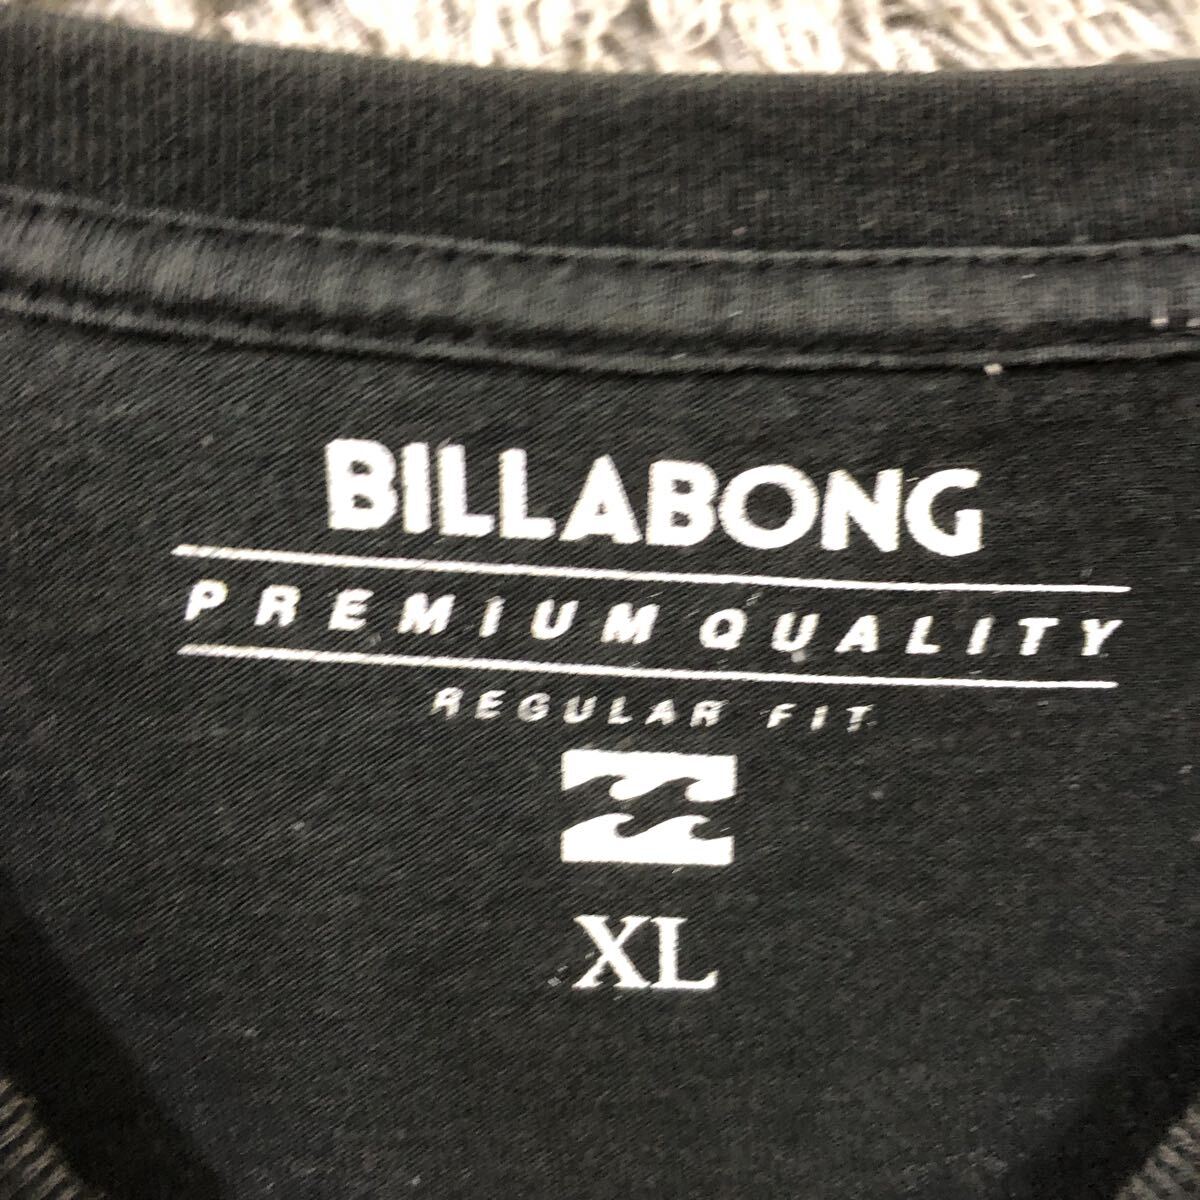 BILLABONG
PREMIUM QUALITY
REGULAR FIT
XL